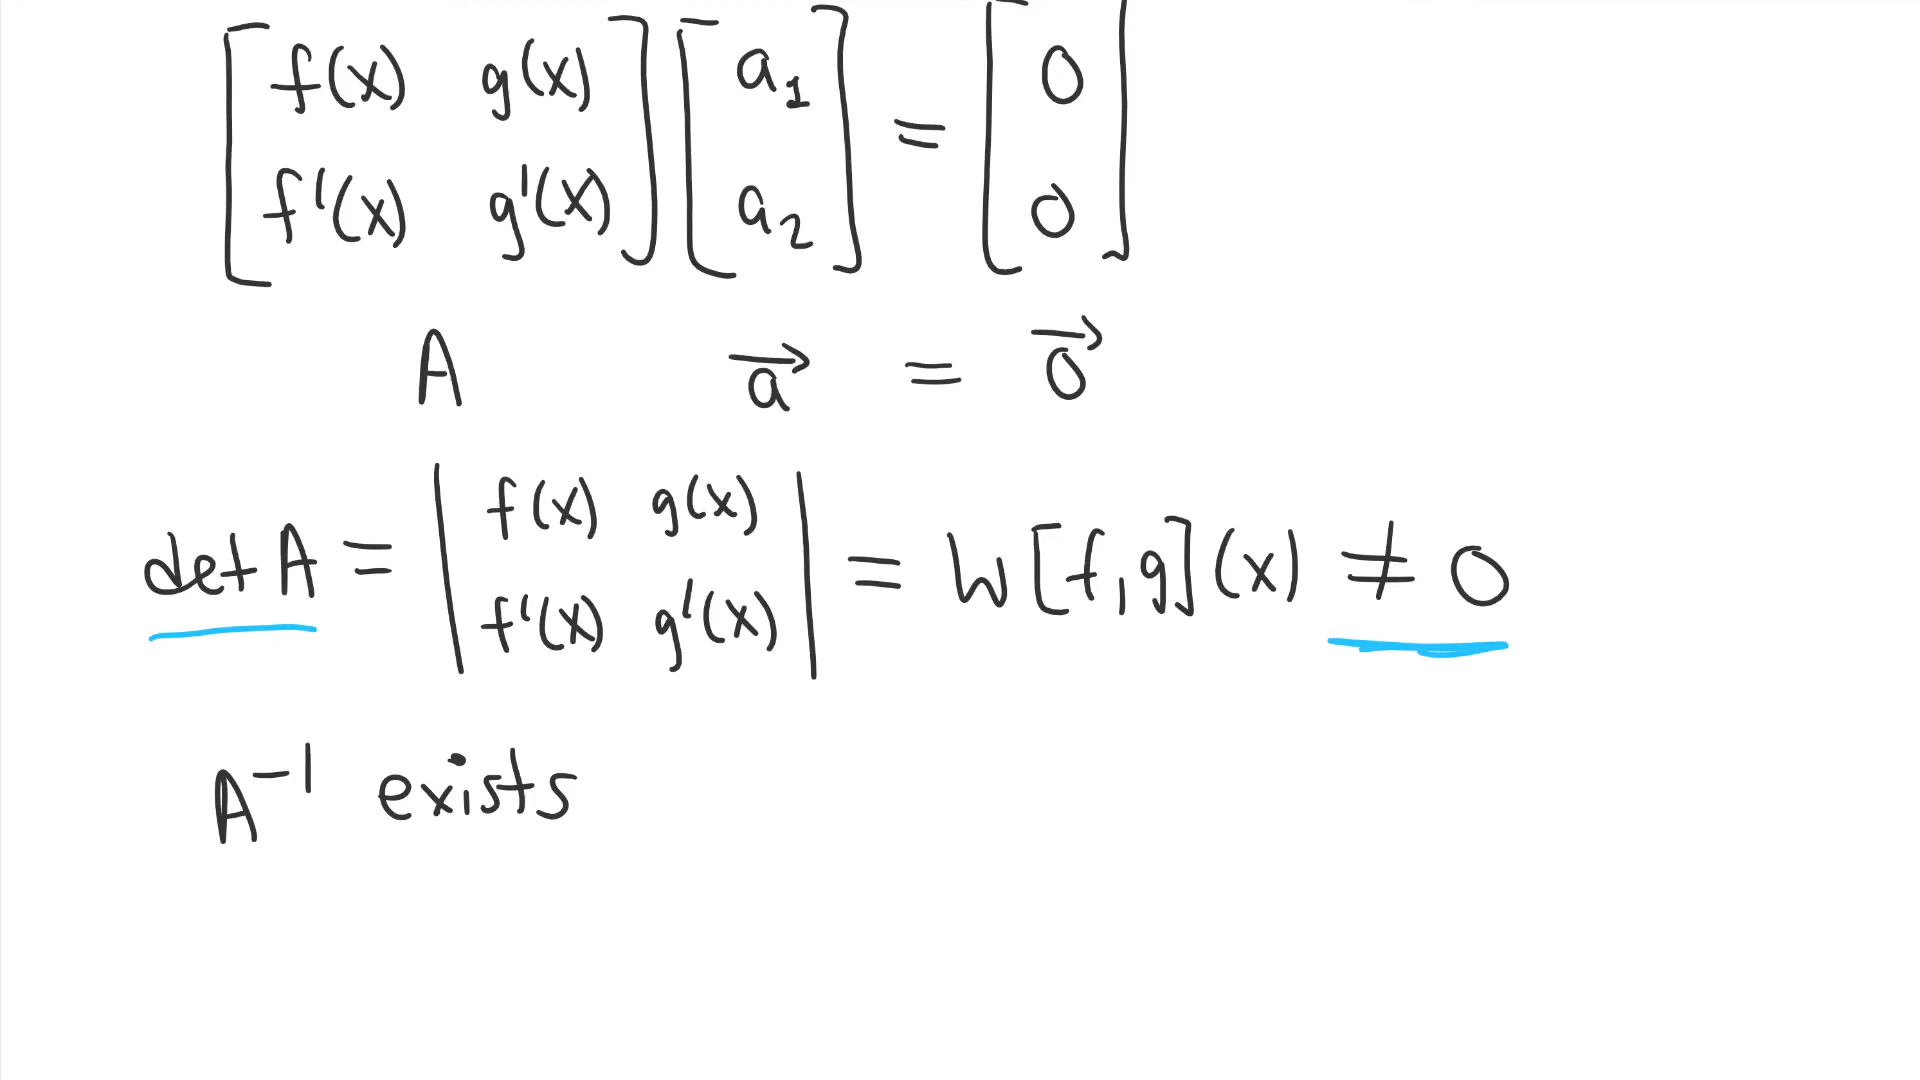 [ f(x) g(x) ] [ a₁ ] = [ 0 ]
[ f'(x) g'(x) ] [ a₂ ] [ 0 ]
A a⃗ = 0⃗
det A = | f(x) g(x) | = W[f,g](x) ≠ 0
| f'(x) g'(x) |
A⁻¹ exists